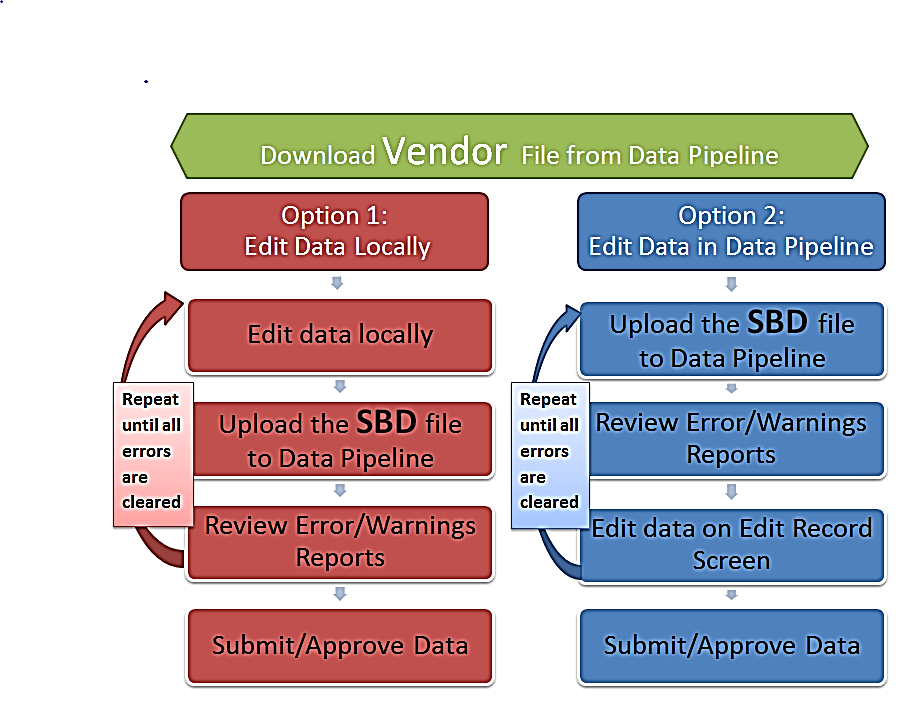 Download Vendor File from Data Pipeline
Option 1:
Edit Data Locally
Edit data locally
Upload the SBD file
to Data Pipeline
Review Error/Warnings
Reports
Submit/Approve Data
Repeat
until all
errors
are
cleared
Option 2:
Edit Data in Data Pipeline
Upload the SBD file
to Data Pipeline
Review Error/Warnings
Reports
Edit data on Edit Record
Screen
Submit/Approve Data
Repeat
until all
errors
are
cleared